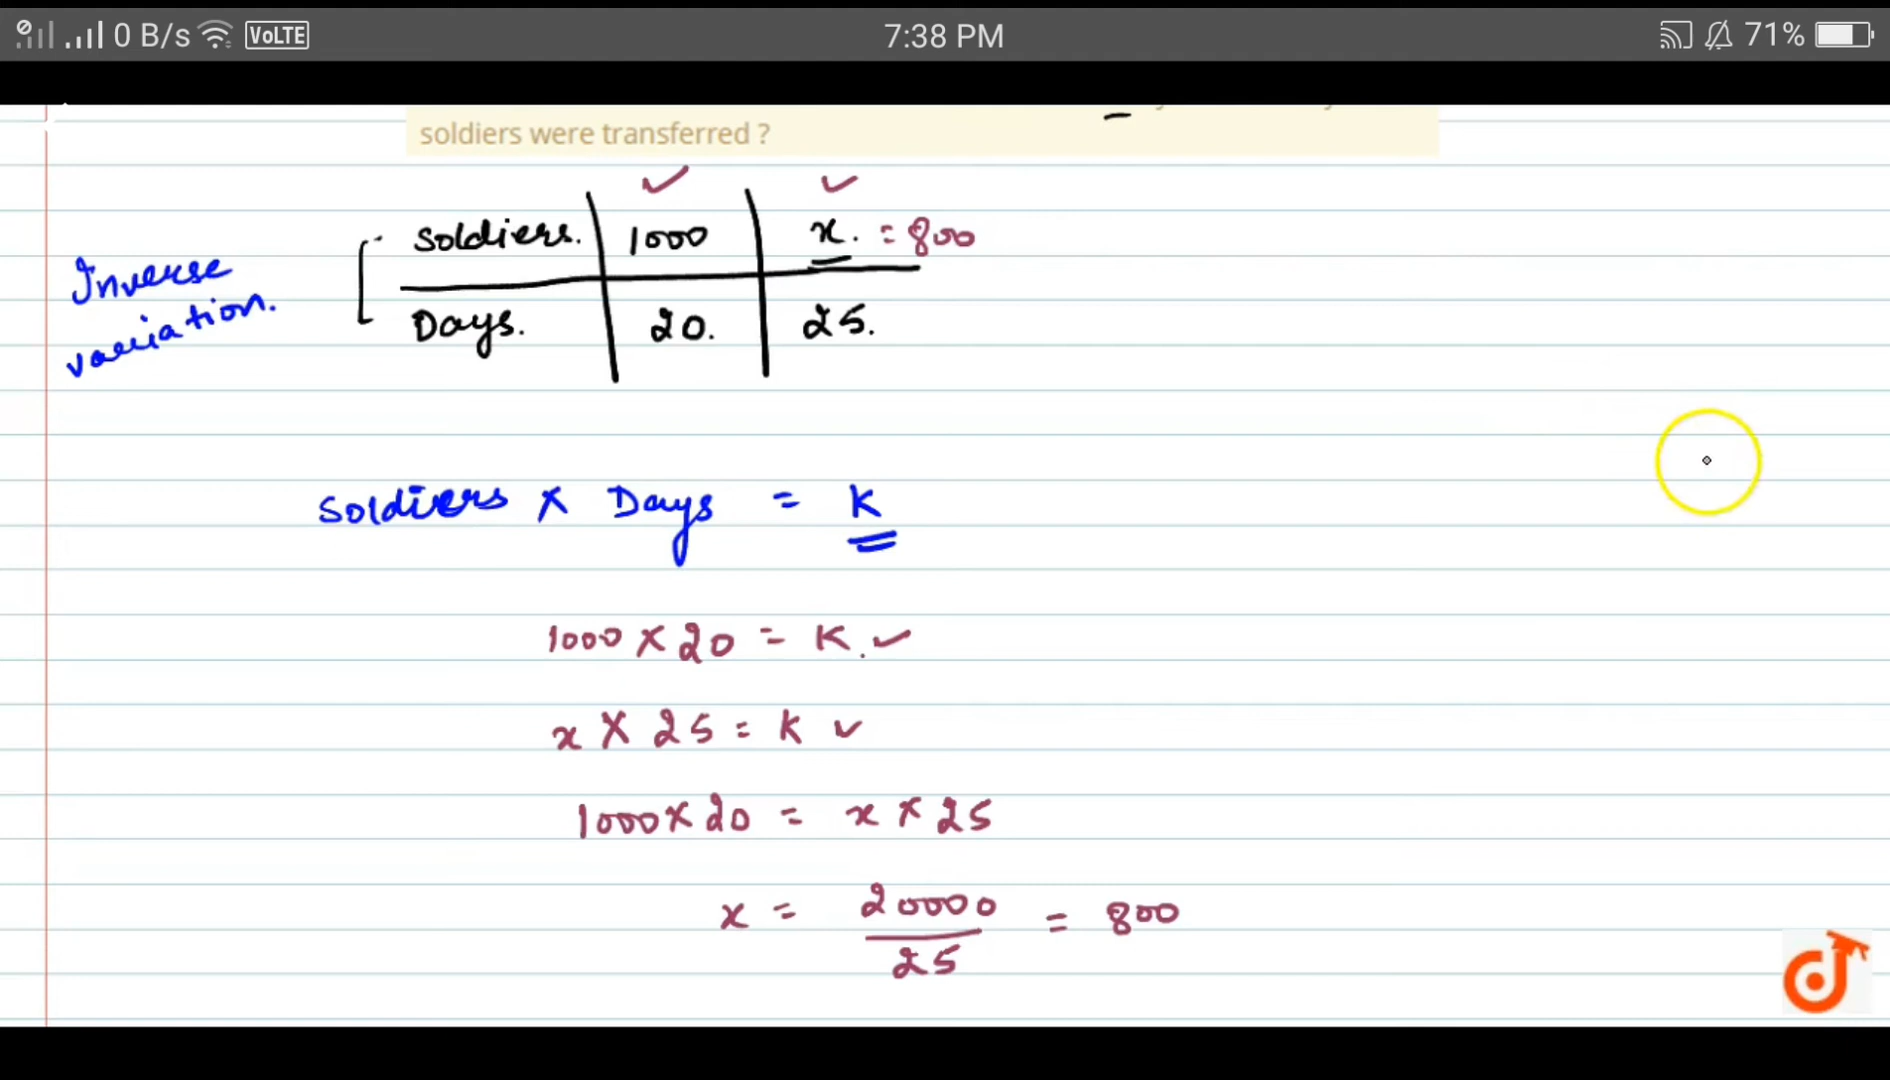 0 B/s VoLTE 7:38 PM 71%
soldiers were transferred ?
Inverse variation.
Soldiers. 1000 x. = 800
Days. 20. 25.
Soldiers × Days = K
1000 × 20 = K.
x × 25 = K
1000 × 20 = x × 25
x = 20000/25 = 800